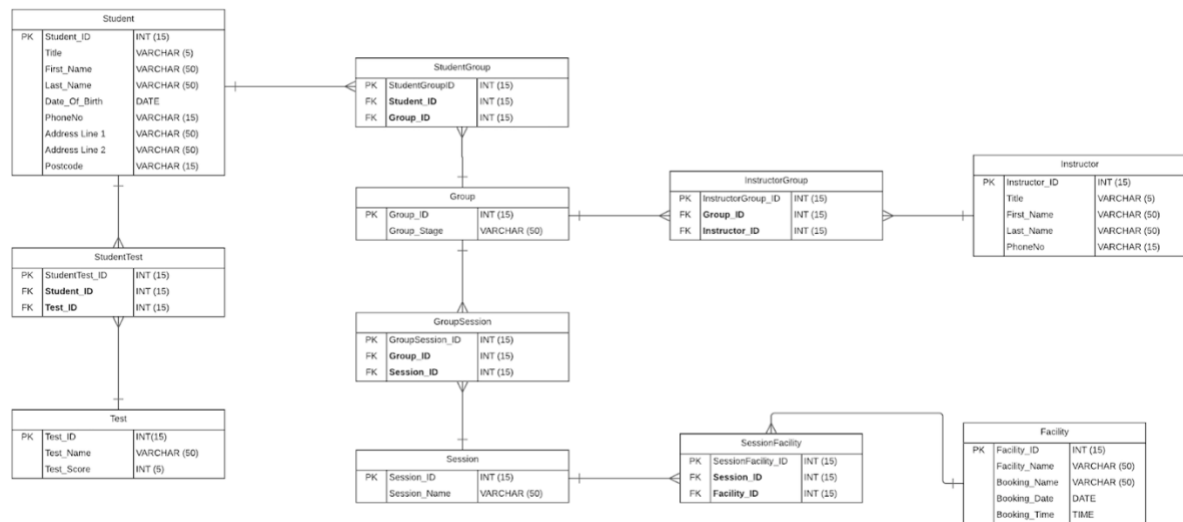 Student
PK Student_ID INT (15)
Title VARCHAR (5)
First_Name VARCHAR (50)
Last_Name VARCHAR (50)
Date_Of_Birth DATE
PhoneNo VARCHAR (15)
Address Line 1 VARCHAR (50)
Address Line 2 VARCHAR (50)
Postcode VARCHAR (15)
StudentGroup
PK StudentGroupID INT (15)
FK Student_ID INT (15)
FK Group_ID INT (15)
Group
PK Group_ID INT (15)
Group_Stage VARCHAR (50)
InstructorGroup
PK InstructorGroup_ID INT (15)
FK Group_ID INT (15)
FK Instructor_ID INT (15)
Instructor
PK Instructor_ID INT (15)
Title VARCHAR (5)
First_Name VARCHAR (50)
Last_Name VARCHAR (50)
PhoneNo VARCHAR (15)
StudentTest
PK StudentTest_ID INT (15)
FK Student_ID INT (15)
FK Test_ID INT (15)
GroupSession
PK GroupSession_ID INT (15)
FK Group_ID INT (15)
FK Session_ID INT (15)
Test
PK Test_ID INT(15)
Test_Name VARCHAR (50)
Test_Score INT (5)
Session
PK Session_ID INT (15)
Session_Name VARCHAR (50)
SessionFacility
PK SessionFacility_ID INT (15)
FK Session_ID INT (15)
FK Facility_ID INT (15)
Facility
PK Facility_ID INT (15)
Facility_Name VARCHAR (50)
Booking_Name VARCHAR (50)
Booking_Date DATE
Booking_Time TIME